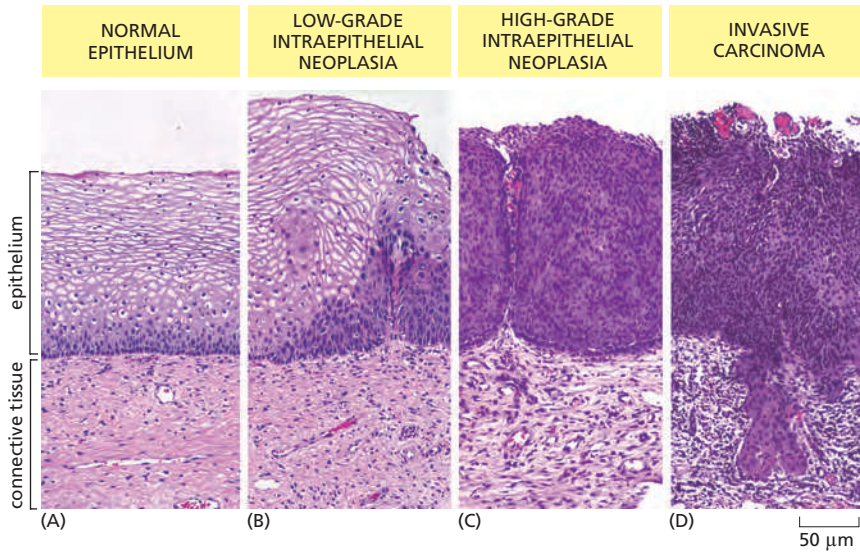 NORMAL
EPITHELIUM
LOW-GRADE
INTRAEPITHELIAL
NEOPLASIA
HIGH-GRADE
INTRAEPITHELIAL
NEOPLASIA
INVASIVE
CARCINOMA
epithelium
connective tissue
(A)
(B)
(C)
(D)
50 μm